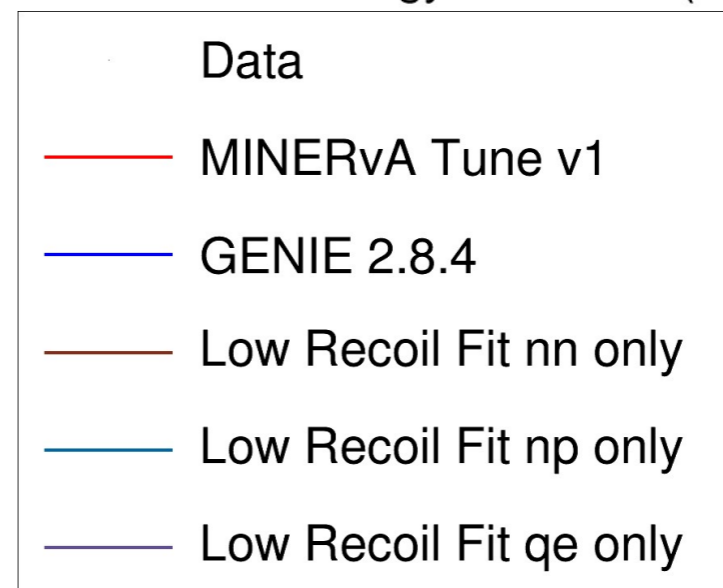 Data
MINERvA Tune v1
GENIE 2.8.4
Low Recoil Fit nn only
Low Recoil Fit np only
Low Recoil Fit qe only